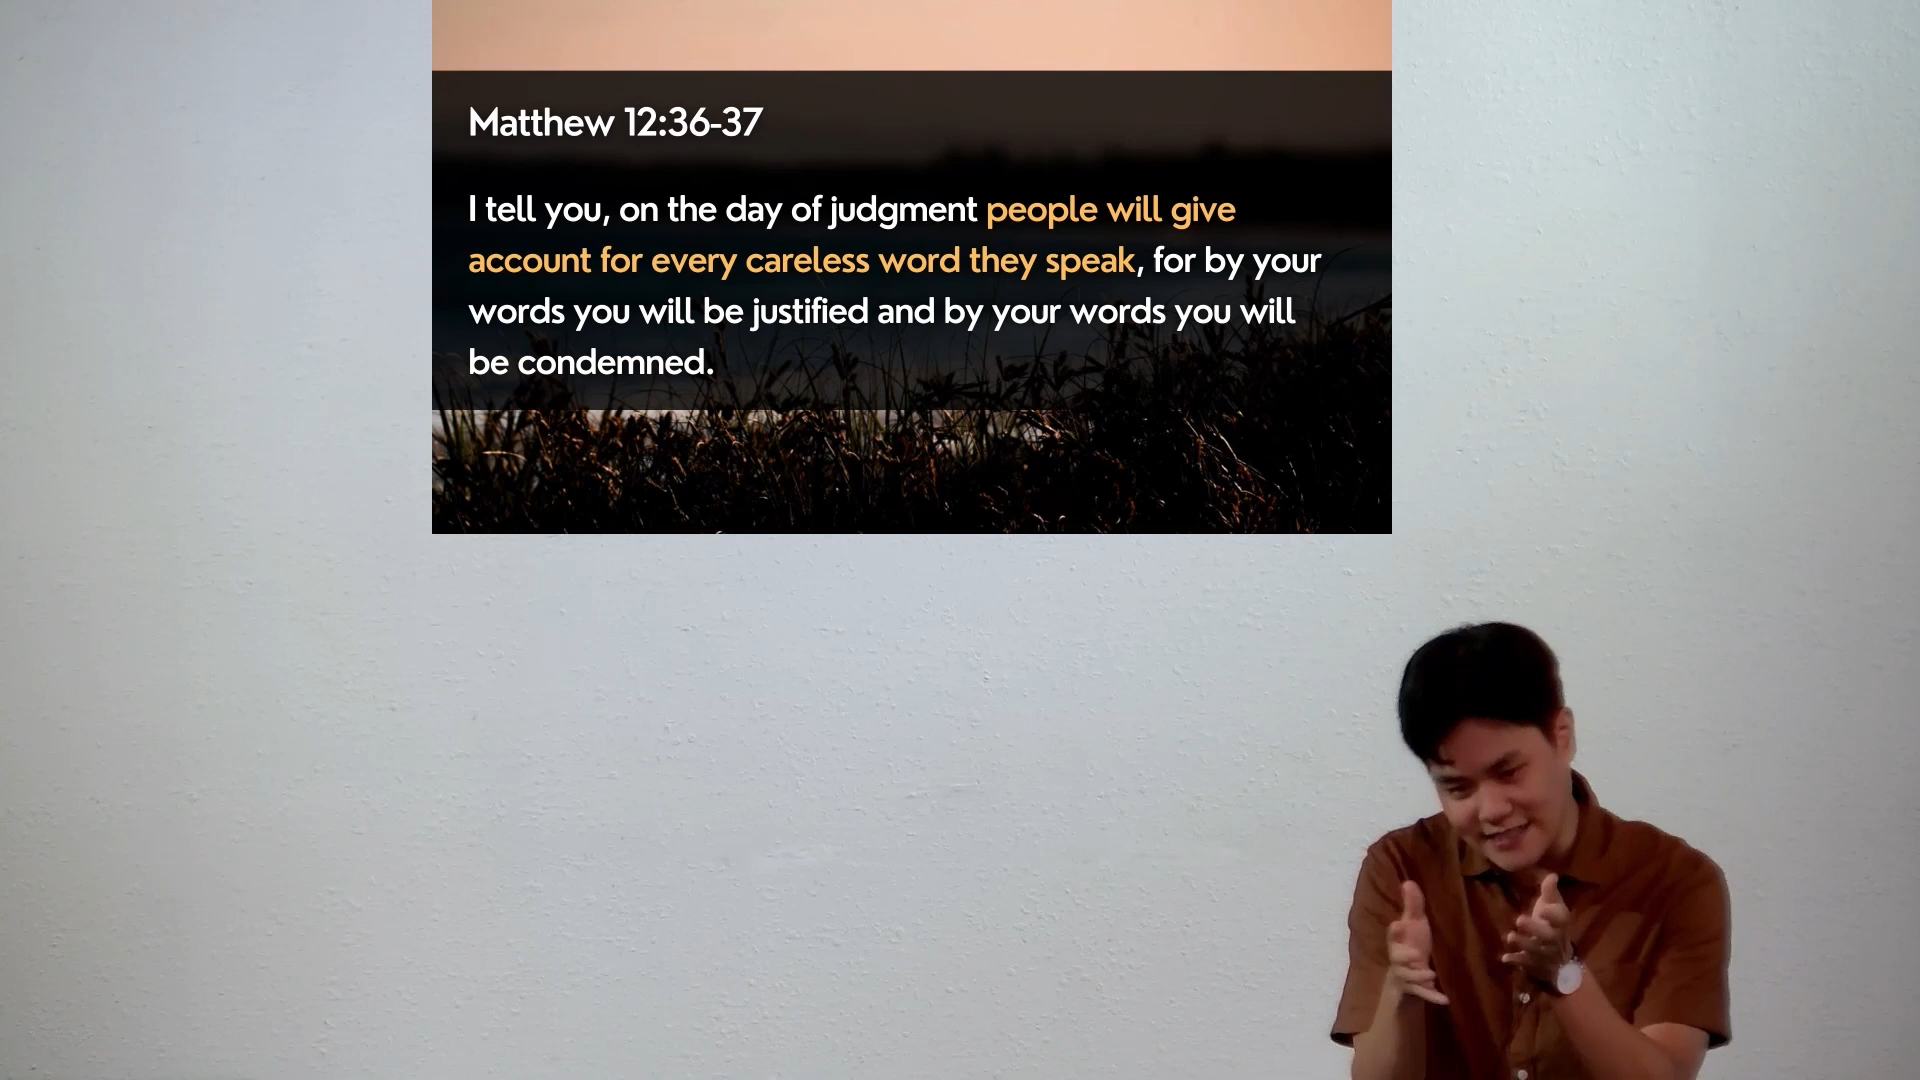 Matthew 12:36-37
I tell you, on the day of judgment people will give
account for every careless word they speak, for by your
words you will be justified and by your words you will
be condemned.